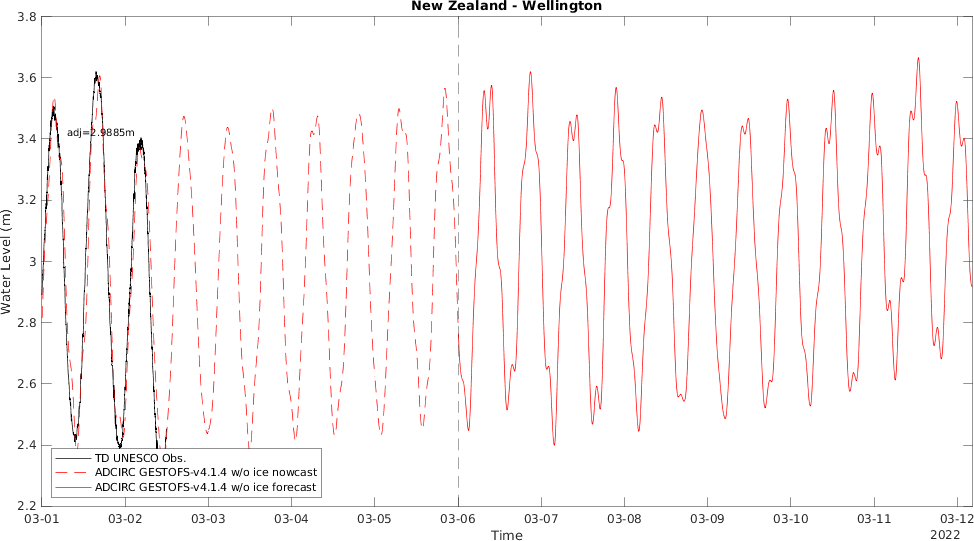 New Zealand - Wellington
3.8
3.6
3.4
3.2
3
2.8
2.6
2.4
2.2
Water Level (m)
adj=2.9885m
TD UNESCO Obs.
ADCIRC GESTOFS-v4.1.4 w/o ice nowcast
ADCIRC GESTOFS-v4.1.4 w/o ice forecast
03-01 03-02 03-03 03-04 03-05 03-06 03-07 03-08 03-09 03-10 03-11 03-12
Time
2022